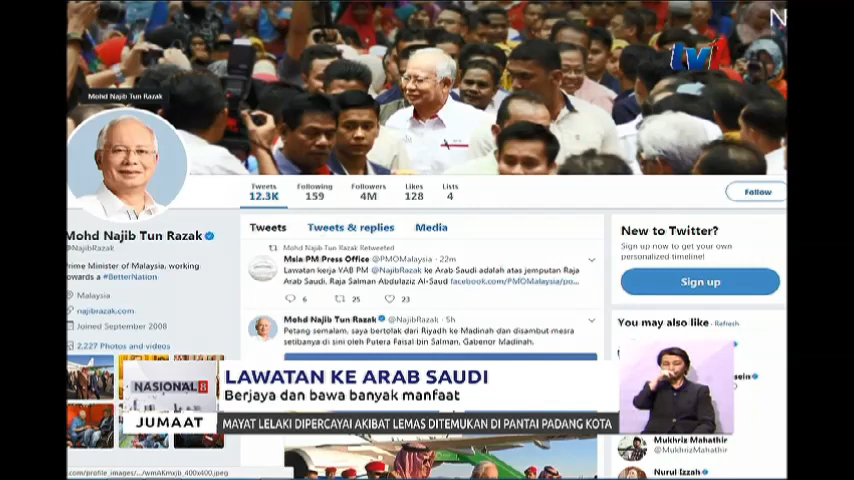 N
tv1
Mohd Najib Tun Razak
Tweets
12.3K
Following
159
Followers
4M
Likes
128
Lists
4
Follow
Mohd Najib Tun Razak
@NajibRazak
Prime Minister of Malaysia, working
towards a #BetterNation
Malaysia
najibrazak.com
Joined September 2008
2,227 Photos and videos
Tweets
Tweets & replies
Media
Mohd Najib Tun Razak Retweeted
Msia PM Press Office @PMOMalaysia · 22m
Lawatan kerja YAB PM @NajibRazak ke Arab Saudi adalah atas jemputan Raja
Arab Saudi, Raja Salman Abdulaziz Al-Saud facebook.com/PMOMalaysia/po...
6
25
23
Mohd Najib Tun Razak @NajibRazak · 5h
Petang semalam, saya bertolak dari Riyadh ke Madinah dan disambut mesra
setibanya di sini oleh Putera Faisal bin Salman, Gabenor Madinah.
New to Twitter?
Sign up now to get your own
personalized timeline!
Sign up
You may also like · Refresh
Mukhriz Mahathir
@MukhrizMahathir
Nurul Izzah
NASIONAL 8
LAWATAN KE ARAB SAUDI
Berjaya dan bawa banyak manfaat
JUMAAT
MAYAT LELAKI DIPERCAYAI AKIBAT LEMAS DITEMUKAN DI PANTAI PADANG KOTA
com/profile_images/.../wmAKmxjb_400x400.jpeg